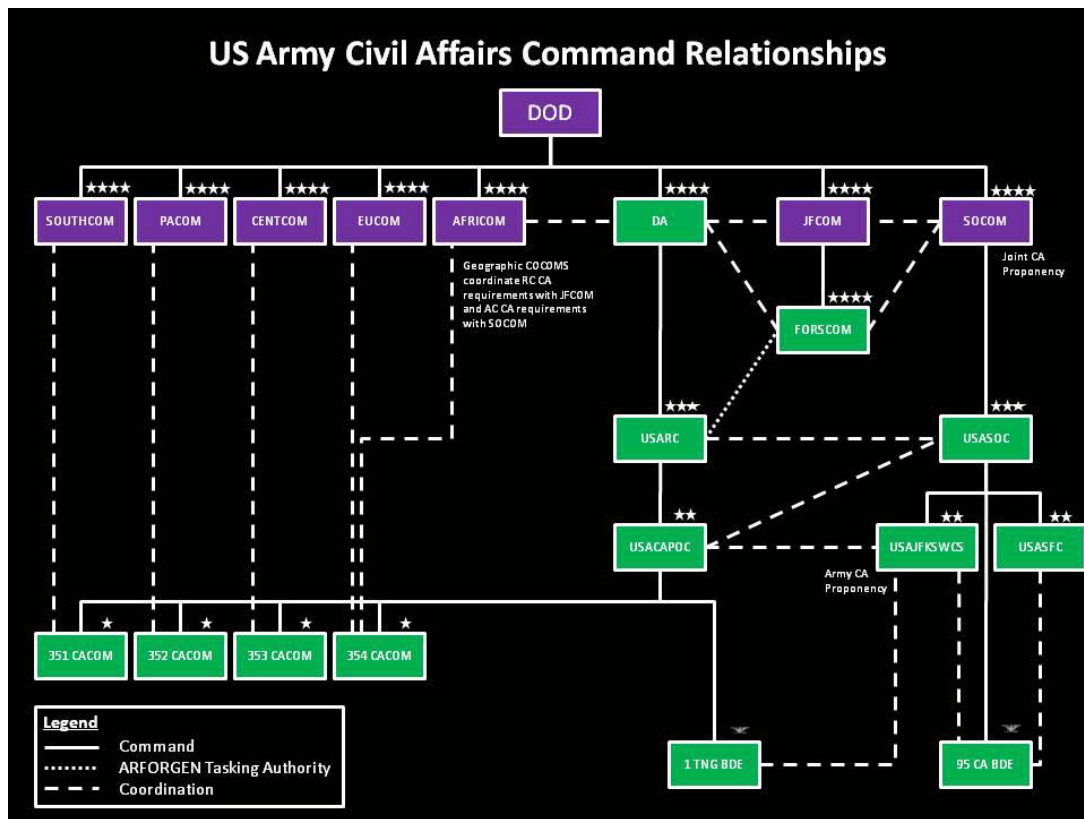 US Army Civil Affairs Command Relationships
DOD
SOUTHCOM
PACOM
CENTCOM
EUCOM
AFRICOM
DA
JFCOM
SOCOM
Geographic COCOMS
coordinate RC CA
requirements with JFCOM
and AC CA requirements
with SOCOM
Joint CA
Proponency
FORSCOM
USARC
USASOC
USACAPOC
USAJFKSWCS
USASFC
Army CA
Proponency
351 CACOM
352 CACOM
353 CACOM
354 CACOM
Legend
Command
ARFORGEN Tasking Authority
Coordination
1 TNG BDE
95 CA BDE